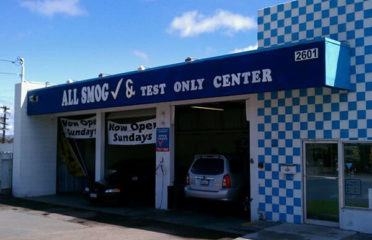 2601
ALL SMOG ✓ & TEST ONLY CENTER
Now Open Sundays
Now Open
Sundays